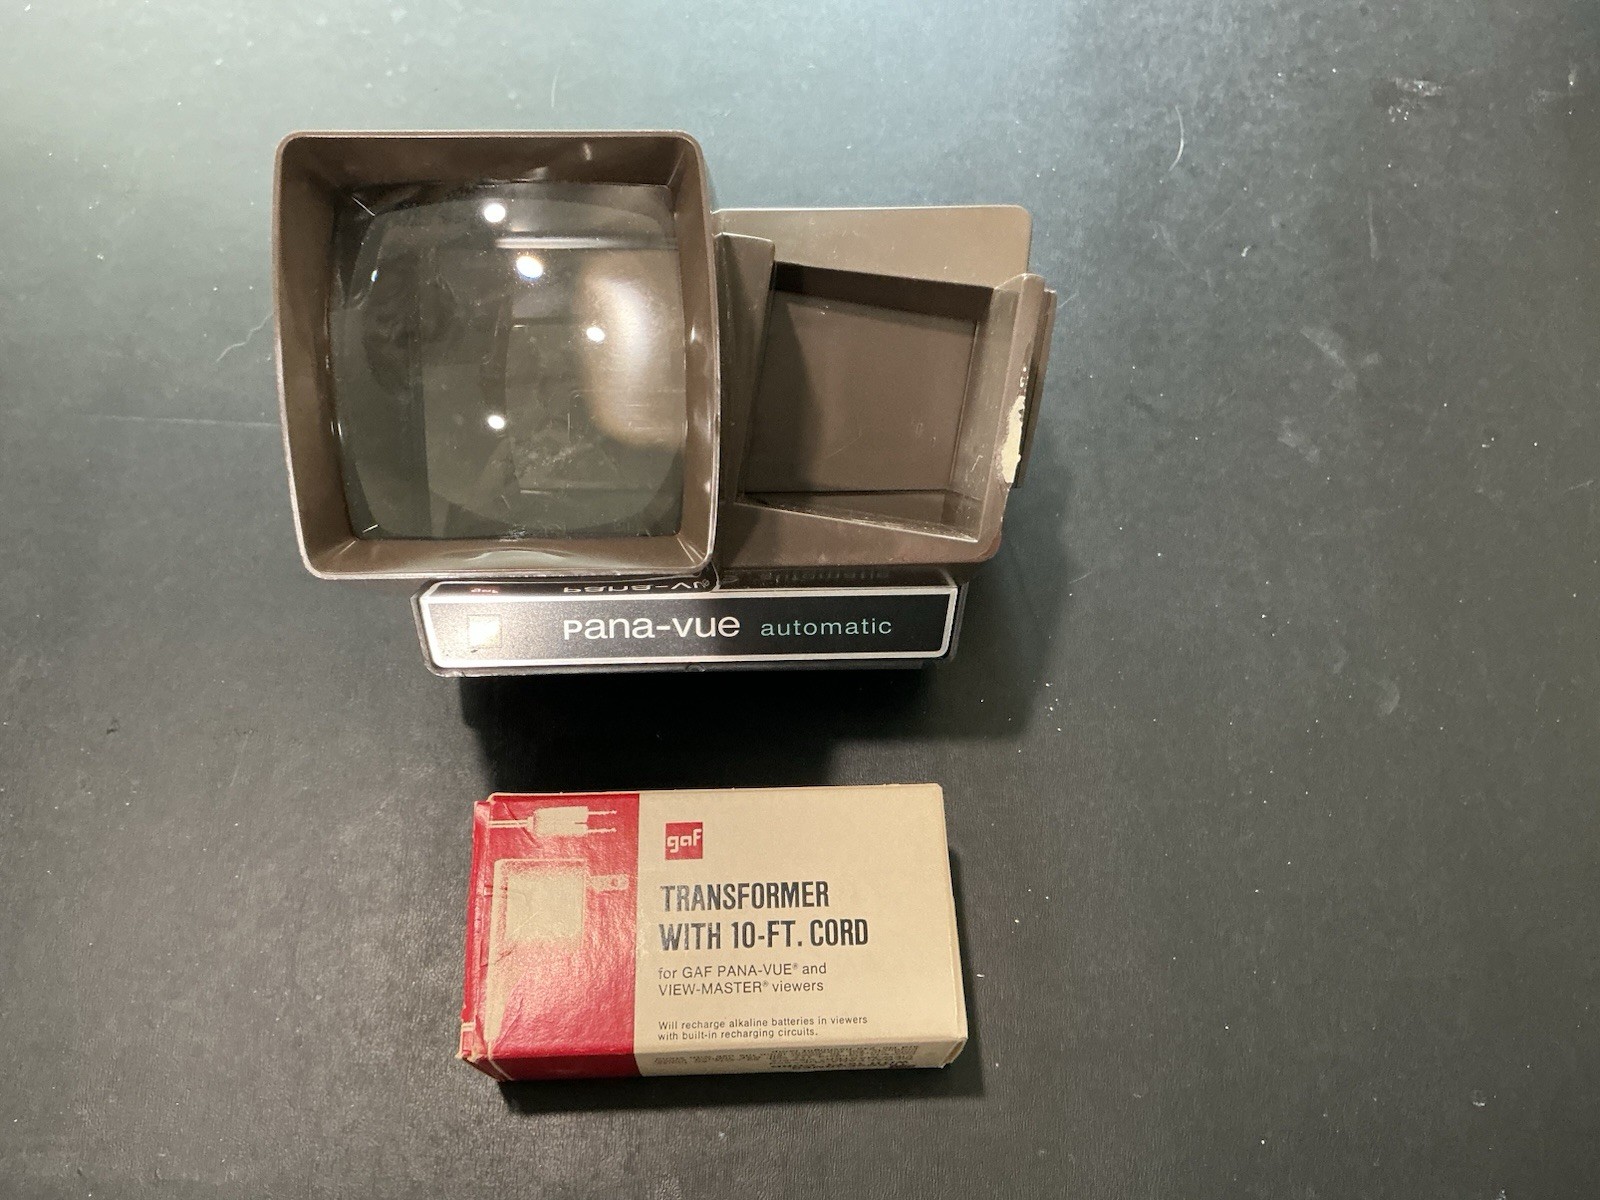 pana-vue automatic
gaf
TRANSFORMER
WITH 10-FT. CORD
for GAF PANA-VUE® and
VIEW-MASTER® viewers
Will recharge alkaline batteries in viewers
with built-in recharging circuits.